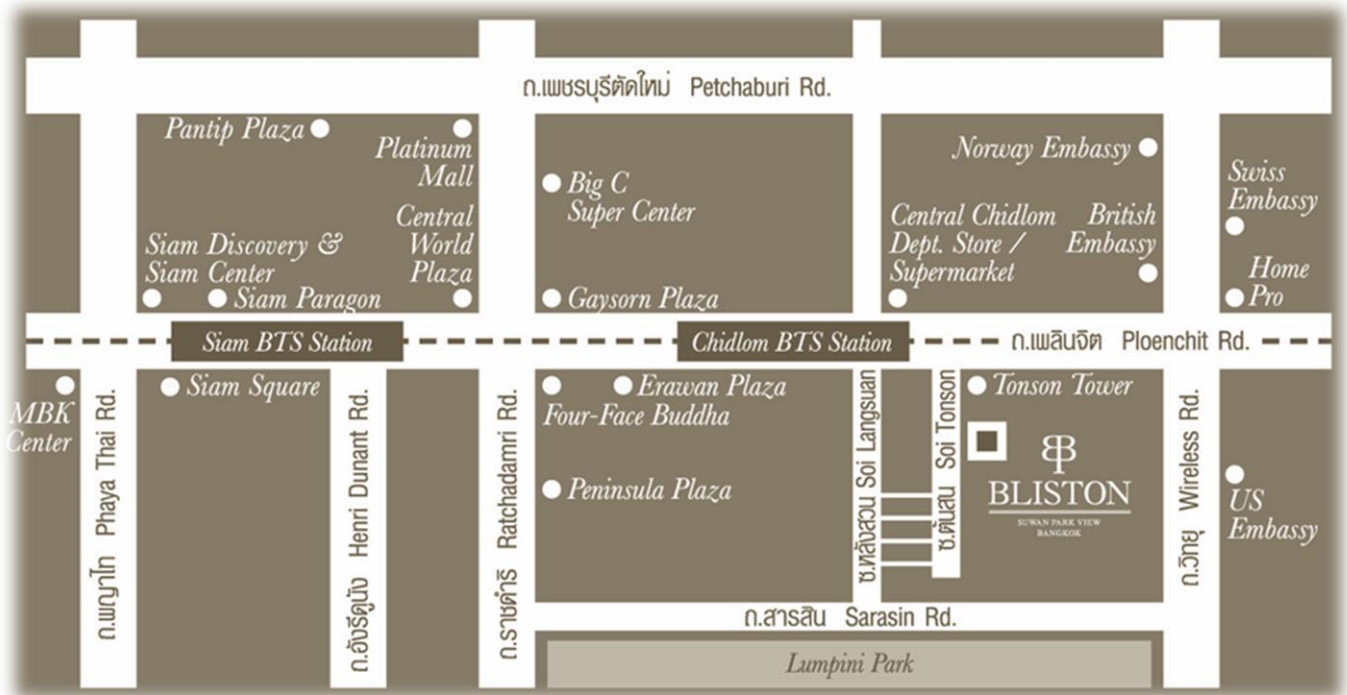 ถ.เพชรบุรีตัดใหม่ Petchaburi Rd.
Pantip Plaza
Platinum
Mall
Big C
Super Center
Norway Embassy
Swiss
Embassy
Central
World
Plaza
Siam Discovery &
Siam Center
Siam Paragon
Gaysorn Plaza
Central Chidlom
Dept. Store /
Supermarket
British
Embassy
Home
Pro
Siam BTS Station
Chidlom BTS Station
ถ.เพลินจิต Ploenchit Rd.
MBK
Center
Siam Square
Four-Face Buddha
Erawan Plaza
Tonson Tower
Peninsula Plaza
BP
BLISTON
SUWAN PARK VIEW
BANGKOK
US
Embassy
ถ.พญาไท Phaya Thai Rd.
ถ.อังรีดูนัง Henri Dunant Rd.
ถ.ราชดำริ Ratchadamri Rd.
ซ.หลังสวน Soi Langsuan
ซ.ต้นสน Soi Tonson
ถ.วิทยุ Wireless Rd.
ถ.สารสิน Sarasin Rd.
Lumpini Park